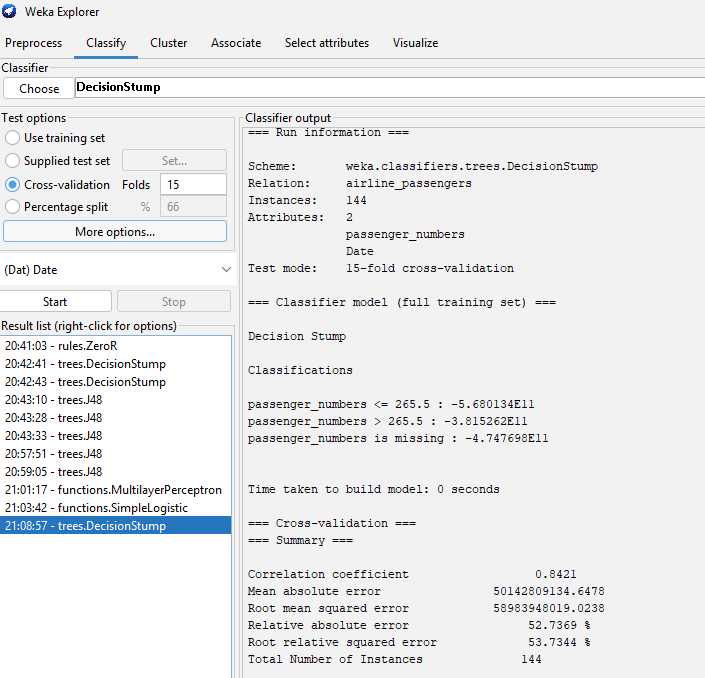 Weka Explorer
Preprocess Classify Cluster Associate Select attributes Visualize
Classifier
Choose DecisionStump
Test options
Use training set
Supplied test set Set...
Cross-validation Folds 15
Percentage split % 66
More options...
(Dat) Date
Start Stop
Result list (right-click for options)
20:41:03 - rules.ZeroR
20:42:41 - trees.DecisionStump
20:42:43 - trees.DecisionStump
20:43:10 - trees.J48
20:43:28 - trees.J48
20:43:33 - trees.J48
20:57:51 - trees.J48
20:59:05 - trees.J48
21:01:17 - functions.MultilayerPerceptron
21:03:42 - functions.SimpleLogistic
21:08:57 - trees.DecisionStump
Classifier output
=== Run information ===
Scheme: weka.classifiers.trees.DecisionStump
Relation: airline_passengers
Instances: 144
Attributes: 2
passenger_numbers
Date
Test mode: 15-fold cross-validation
=== Classifier model (full training set) ===
Decision Stump
Classifications
passenger_numbers <= 265.5 : -5.680134E11
passenger_numbers > 265.5 : -3.815262E11
passenger_numbers is missing : -4.747698E11
Time taken to build model: 0 seconds
=== Cross-validation ===
=== Summary ===
Correlation coefficient 0.8421
Mean absolute error 50142809134.6478
Root mean squared error 58983948019.0238
Relative absolute error 52.7369 %
Root relative squared error 53.7344 %
Total Number of Instances 144